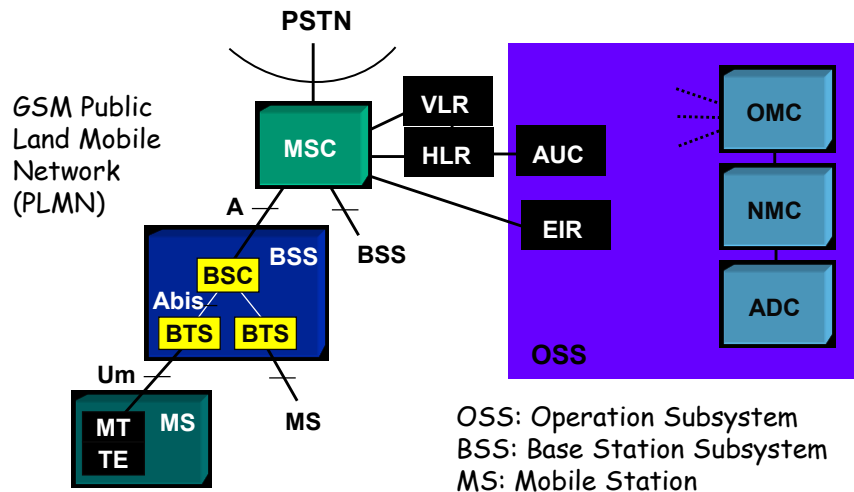 PSTN
GSM Public
Land Mobile
Network
(PLMN)
VLR
MSC
HLR
AUC
OMC
A
EIR
NMC
BSS
BSS
BSC
Abis
BTS
BTS
ADC
OSS
Um
MS
MT
TE
MS
OSS: Operation Subsystem
BSS: Base Station Subsystem
MS: Mobile Station